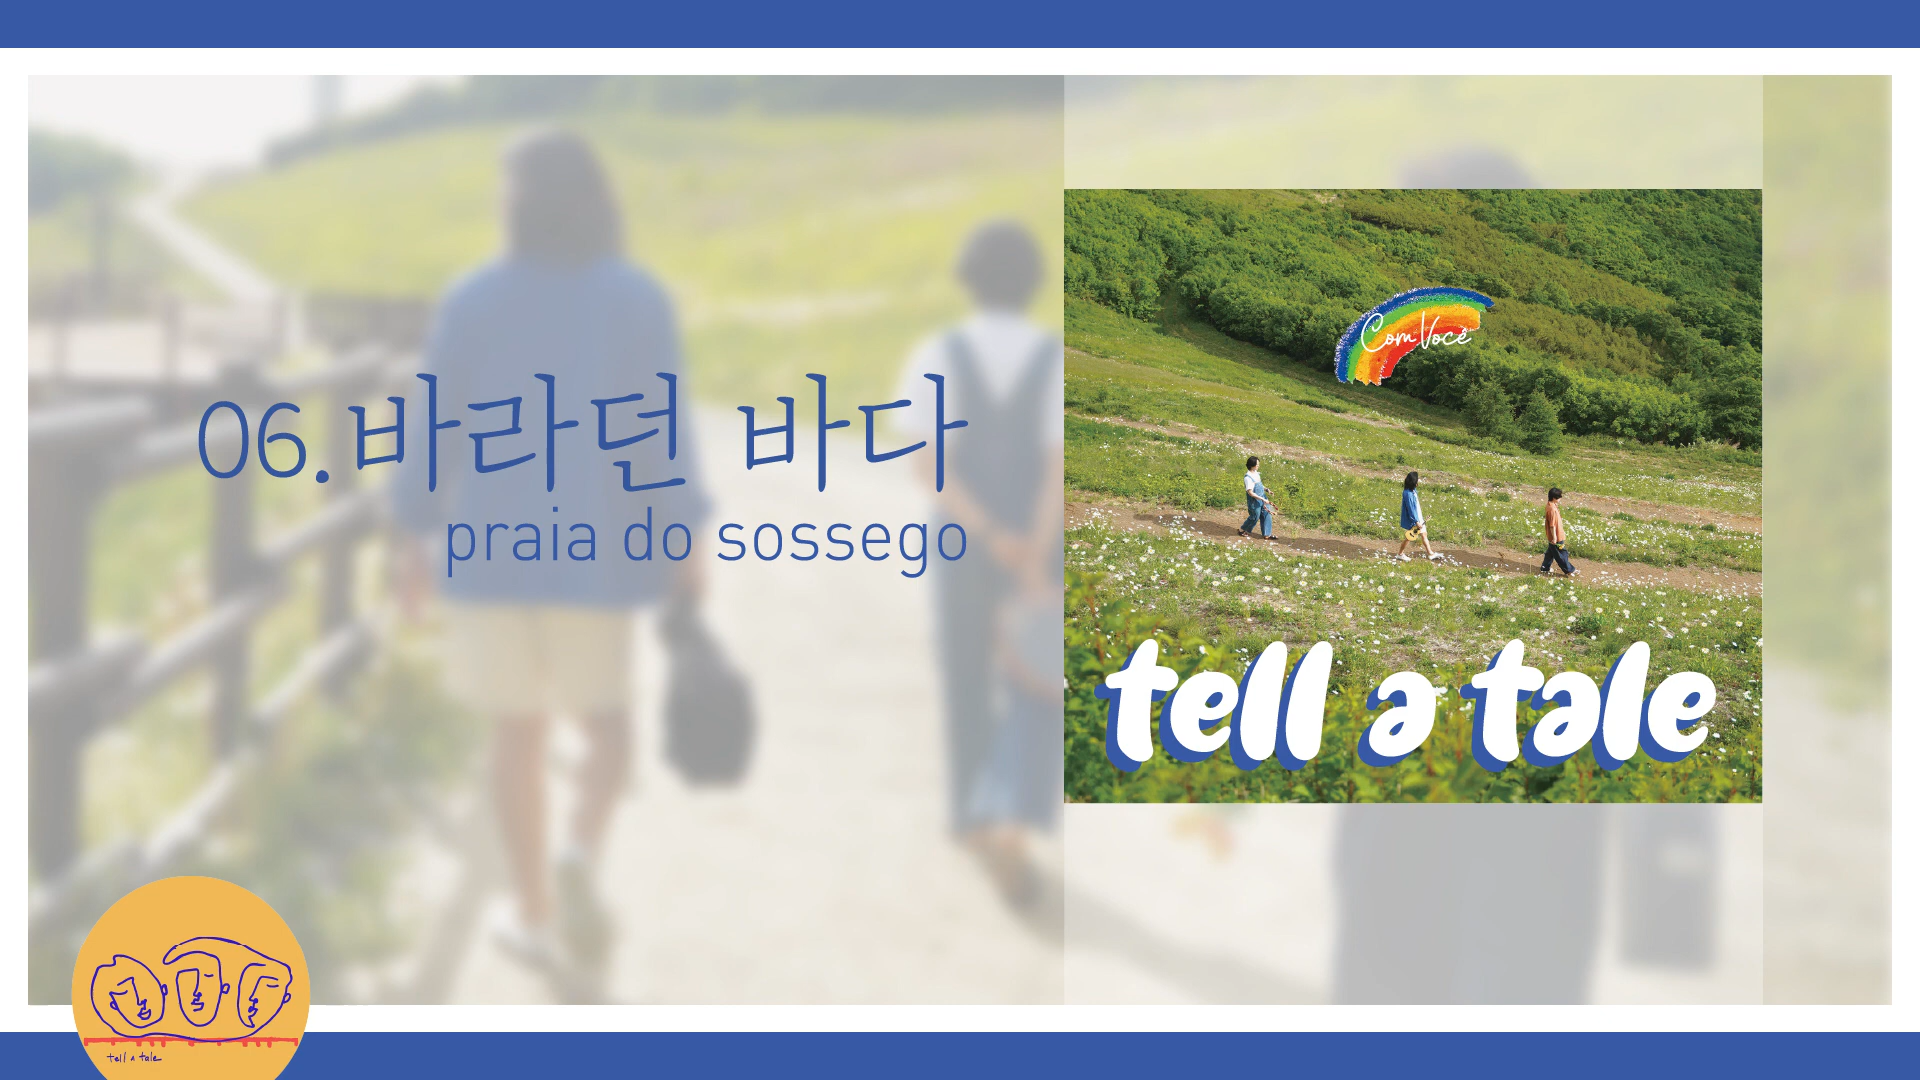 06.바라던 바다
praia do sossego
Com Você
tell a tale
tell a tale